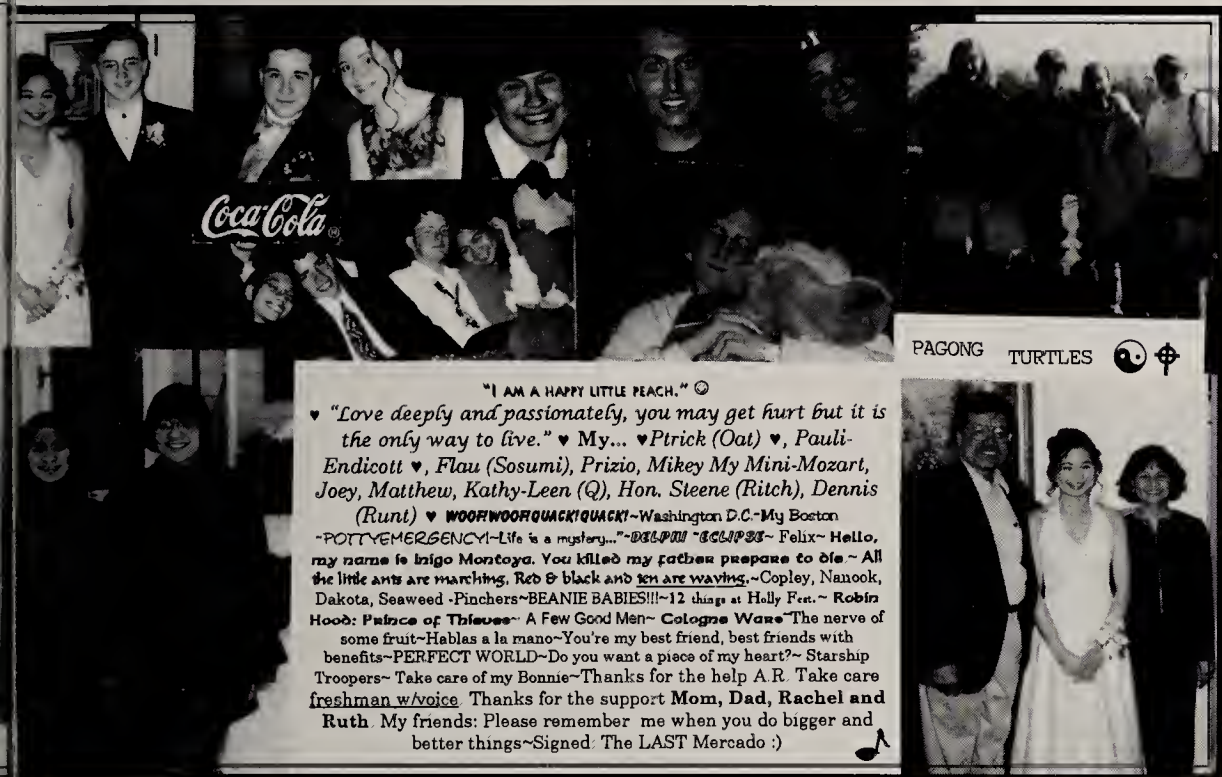 Coca-Cola
PAGONG TURTLES
"I AM A HAPPY LITTLE PEACH." ☺
♥ "Love deeply and passionately, you may get hurt but it is
the only way to live." ♥ My... ♥Ptrick (Oat) ♥, Pauli-
Endicott ♥, Flau (Sosumi), Prizio, Mikey My Mini-Mozart,
Joey, Matthew, Kathy-Leen (Q), Hon. Steene (Ritch), Dennis
(Runt) ♥ WOOF!WOOF!QUACK!QUACK!~Washington D.C.~My Boston
~POTTYEMERGENCY!~Life is a mystery..."~DELPHI ~ECLIPSE~ Felix~ Hello,
my name is Inigo Montoya. You killed my father prepare to die.~ All
the little ants are marching, Red & black and ten are waving.~Copley, Nanook,
Dakota, Seaweed -Pinchers~BEANIE BABIES!!!~12 things at Holly Fest.~ Robin
Hood: Prince of Thieves~ A Few Good Men~ Cologne Wars~The nerve of
some fruit~Hablas a la mano~You're my best friend, best friends with
benefits~PERFECT WORLD~Do you want a piece of my heart?~ Starship
Troopers~ Take care of my Bonnie~Thanks for the help A.R. Take care
freshman w/voice. Thanks for the support Mom, Dad, Rachel and
Ruth. My friends: Please remember me when you do bigger and
better things~Signed: The LAST Mercado :)